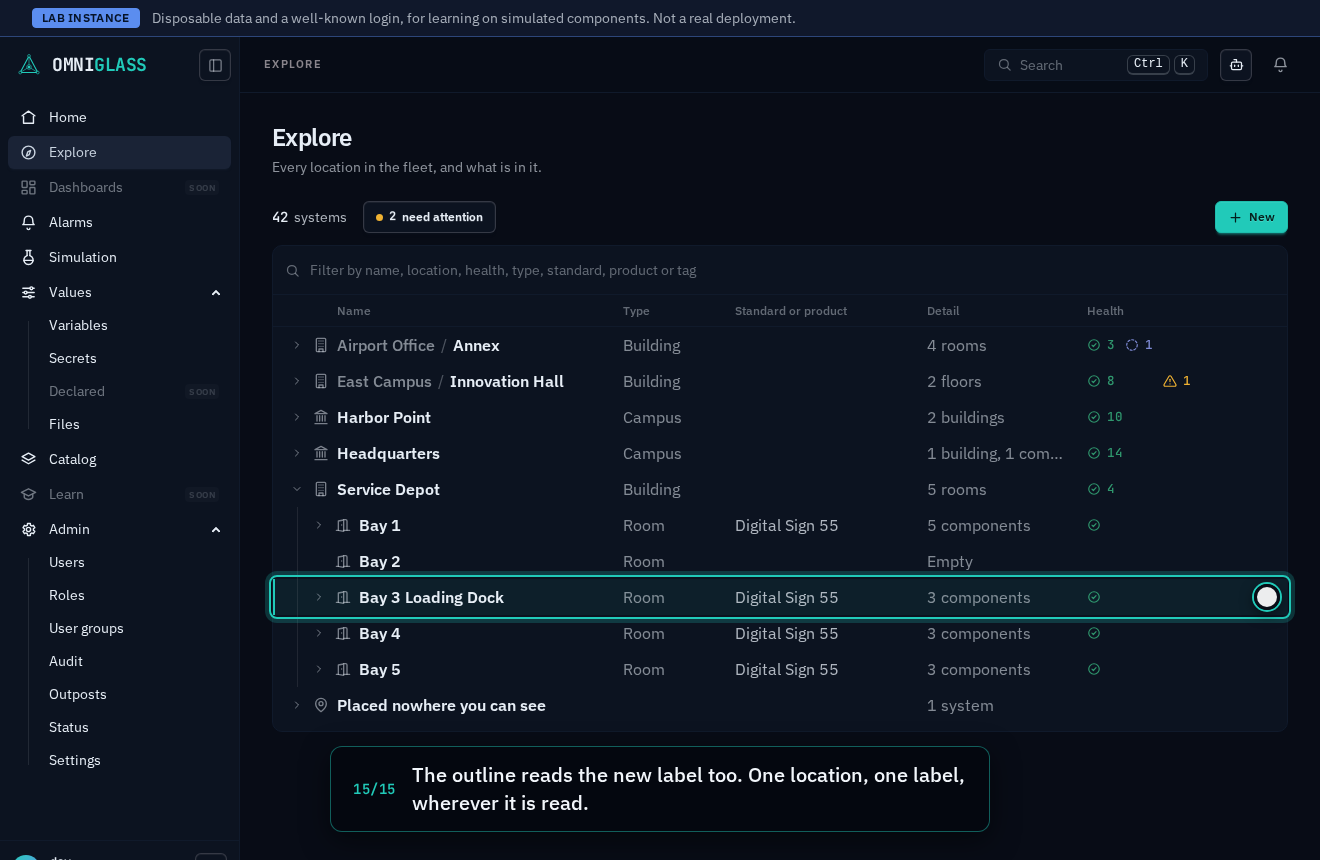 LAB INSTANCE Disposable data and a well-known login, for learning on simulated components. Not a real deployment.
OMNIGLASS
EXPLORE
Search Ctrl K
Home
Explore
Dashboards SOON
Alarms
Simulation
Values
Variables
Secrets
Declared SOON
Files
Catalog
Learn SOON
Admin
Users
Roles
User groups
Audit
Outposts
Status
Settings
Explore
Every location in the fleet, and what is in it.
42 systems 2 need attention
New
Filter by name, location, health, type, standard, product or tag
Name Type Standard or product Detail Health
Airport Office / Annex Building 4 rooms 3 1
East Campus / Innovation Hall Building 2 floors 8 1
Harbor Point Campus 2 buildings 10
Headquarters Campus 1 building, 1 com... 14
Service Depot Building 5 rooms 4
Bay 1 Room Digital Sign 55 5 components
Bay 2 Room Empty
Bay 3 Loading Dock Room Digital Sign 55 3 components
Bay 4 Room Digital Sign 55 3 components
Bay 5 Room Digital Sign 55 3 components
Placed nowhere you can see 1 system
15/15 The outline reads the new label too. One location, one label,
wherever it is read.